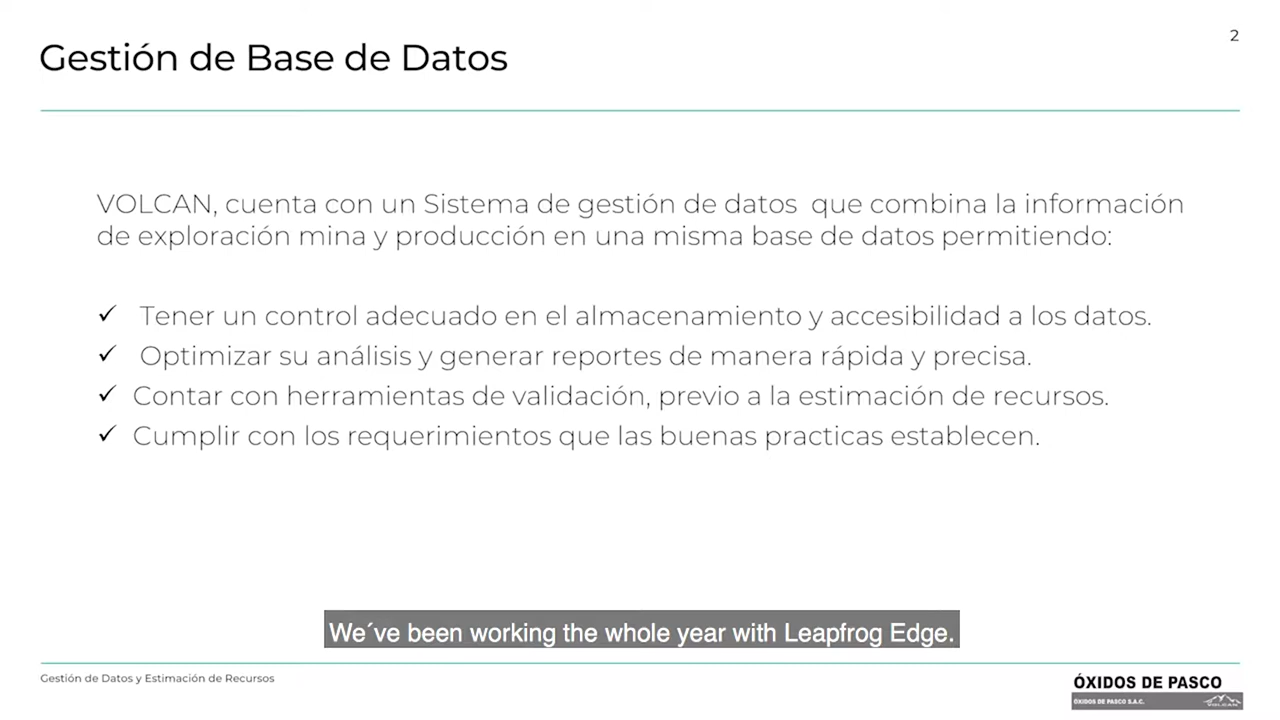 2
Gestión de Base de Datos
VOLCAN, cuenta con un Sistema de gestión de datos que combina la información
de exploración mina y producción en una misma base de datos permitiendo:
✓ Tener un control adecuado en el almacenamiento y accesibilidad a los datos.
✓ Optimizar su análisis y generar reportes de manera rápida y precisa.
✓ Contar con herramientas de validación, previo a la estimación de recursos.
✓ Cumplir con los requerimientos que las buenas practicas establecen.
We´ve been working the whole year with Leapfrog Edge.
Gestión de Datos y Estimación de Recursos
ÓXIDOS DE PASCO
ÓXIDOS DE PASCO S.A.C.
VOLCAN